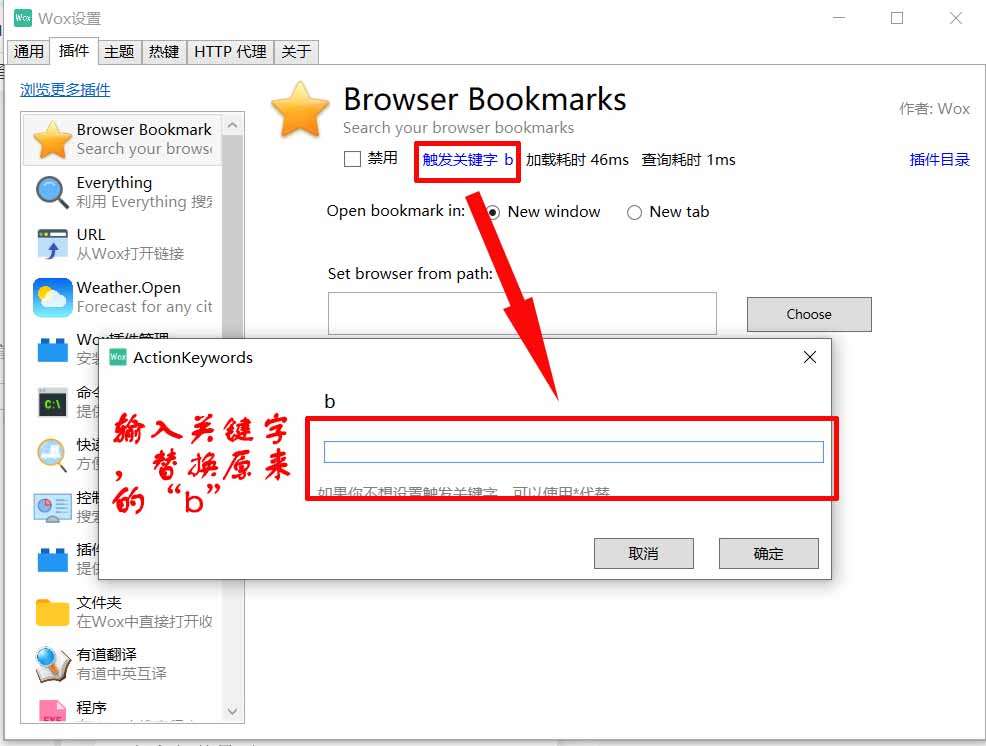 Wox设置
通用 插件 主题 热键 HTTP 代理 关于
浏览更多插件
Browser Bookmark
Search your brows
Everything
利用 Everything 搜
URL
从Wox打开链接
Weather.Open
Forecast for any cit
Wox插件管理
安装
命令
提供
快速
方便
控制
搜索
插件
提供
文件夹
在Wox中直接打开收
有道翻译
有道中英互译
程序
Browser Bookmarks
作者: Wox
Search your browser bookmarks
禁用 触发关键字 b 加载耗时 46ms 查询耗时 1ms 插件目录
Open bookmark in: New window New tab
Set browser from path:
Choose
Wox ActionKeywords
b
如果你不想设置触发关键字，可以使用*代替
输入关键字
，替换原来
的“b”
取消 确定